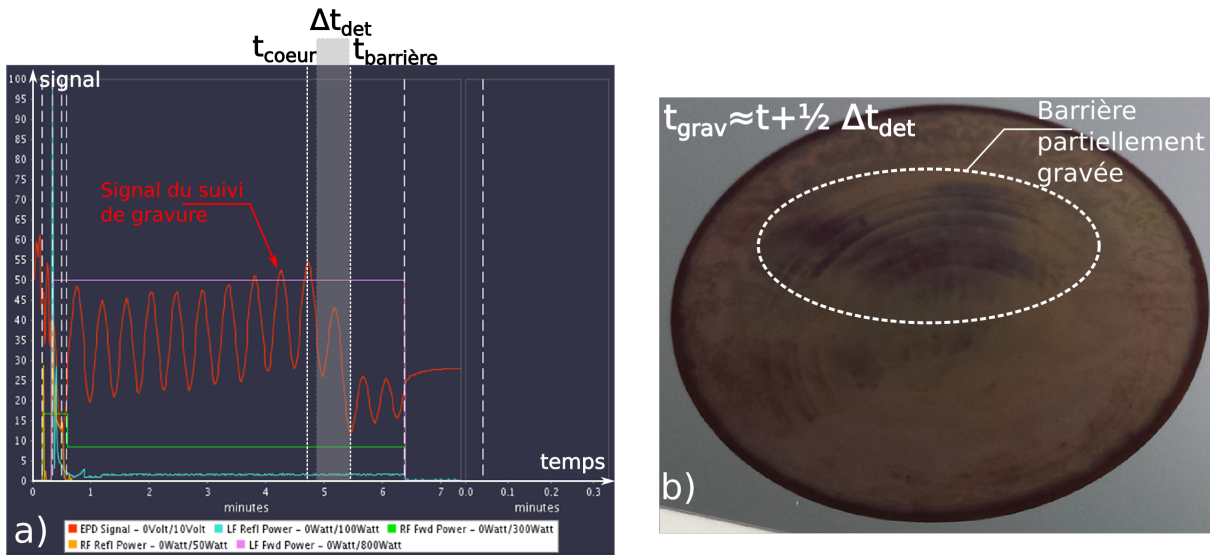 Δt_det
t_coeur
t_barrière
signal
100
95
90
85
80
75
70
65
60
55
50
45
40
35
30
25
20
15
10
5
0
Signal du suivi
de gravure
temps
0 1 2 3 4 5 6 7 0.0 0.1 0.2 0.3
minutes minutes
a)
EPD Signal - 0Volt/10Volt LF Refl Power - 0Watt/100Watt RF Fwd Power - 0Watt/300Watt
RF Refl Power - 0Watt/50Watt LF Fwd Power - 0Watt/800Watt
t_grav≈t+½ Δt_det
Barrière
partiellement
gravée
b)